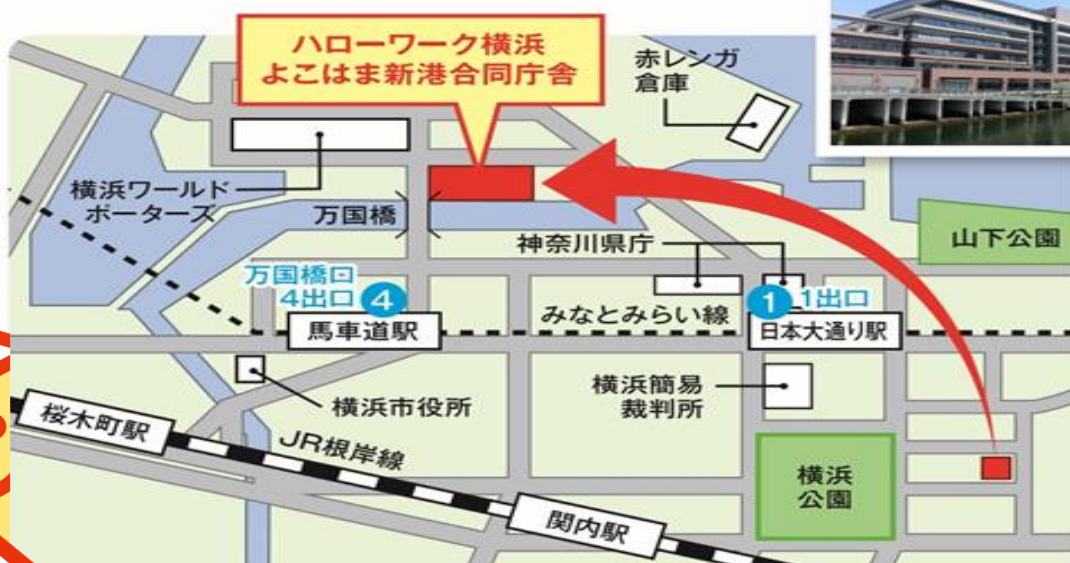 ハローワーク横浜
よこはま新港合同庁舎
赤レンガ
倉庫
横浜ワールド
ポーターズ
万国橋
神奈川県庁
山下公園
万国橋口
4出口
4
1
1出口
みなとみらい線
馬車道駅
日本大通り駅
横浜市役所
横浜簡易
裁判所
桜木町駅
JR根岸線
横浜
公園
関内駅